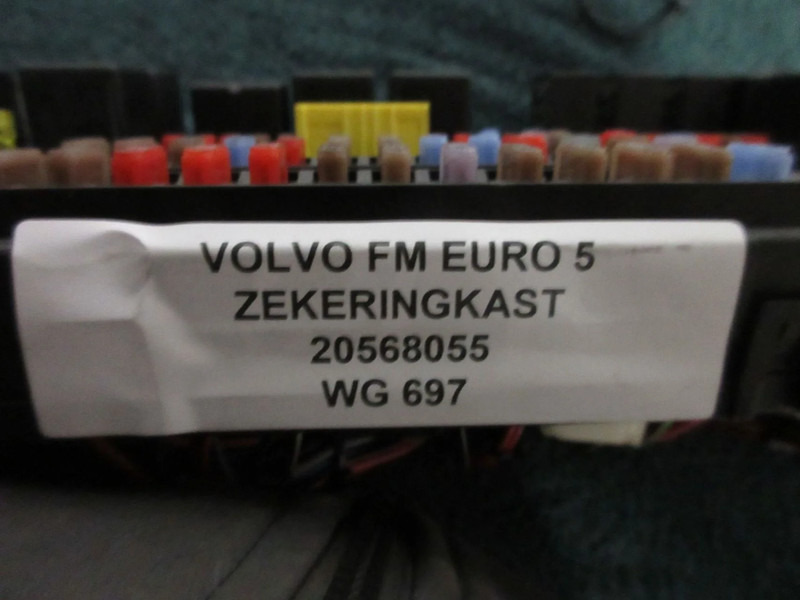 VOLVO FM EURO 5
ZEKERINGKAST
20568055
WG 697